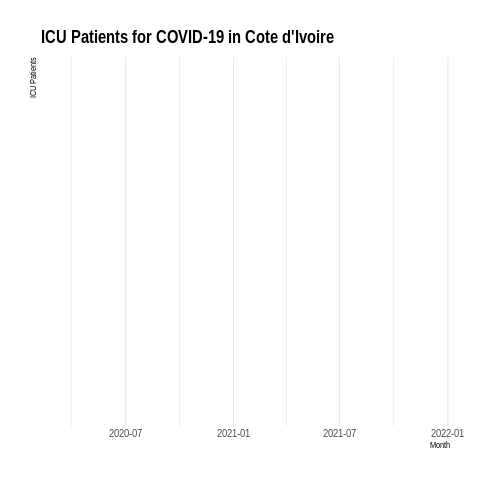 ICU Patients for COVID-19 in Cote d'Ivoire
ICU Patients
2020-07
2021-01
2021-07
2022-01
Month